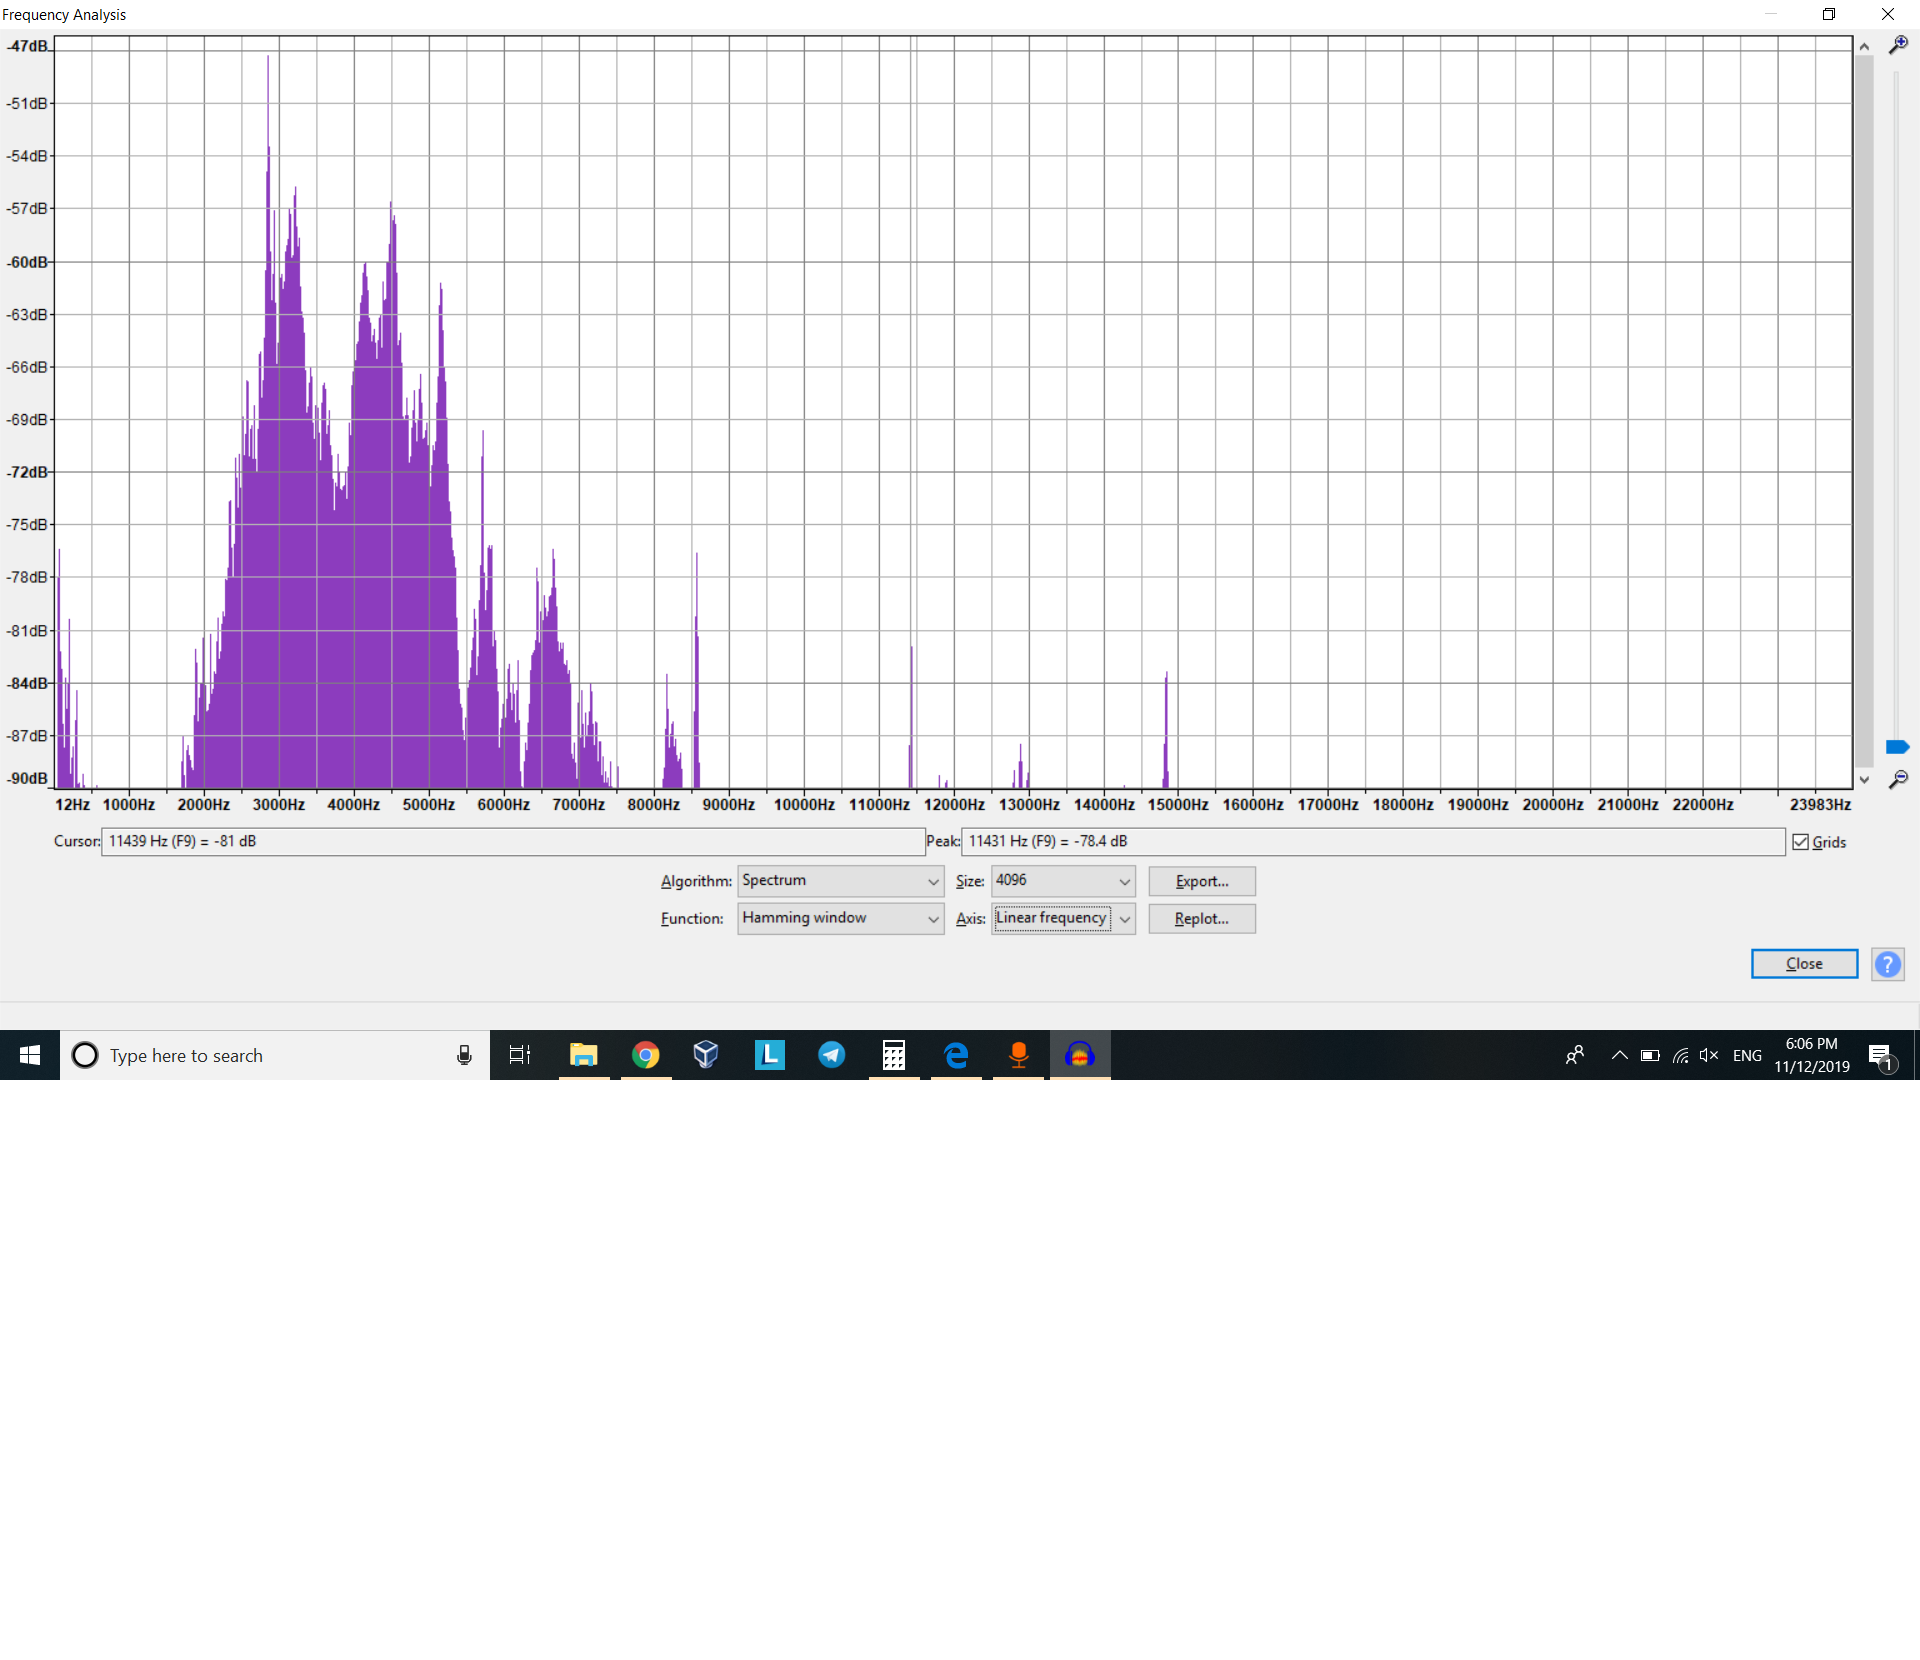 Frequency Analysis
-47dB
-51dB
-54dB
-57dB
-60dB
-63dB
-66dB
-69dB
-72dB
-75dB
-78dB
-81dB
-84dB
-87dB
-90dB
12Hz 1000Hz 2000Hz 3000Hz 4000Hz 5000Hz 6000Hz 7000Hz 8000Hz 9000Hz 10000Hz 11000Hz 12000Hz 13000Hz 14000Hz 15000Hz 16000Hz 17000Hz 18000Hz 19000Hz 20000Hz 21000Hz 22000Hz 23983Hz
Cursor: 11439 Hz (F9) = -81 dB Peak: 11431 Hz (F9) = -78.4 dB Grids
Algorithm: Spectrum Size: 4096 Export...
Function: Hamming window Axis: Linear frequency Replot...
Close ?
Type here to search L ENG 6:06 PM
11/12/2019 1